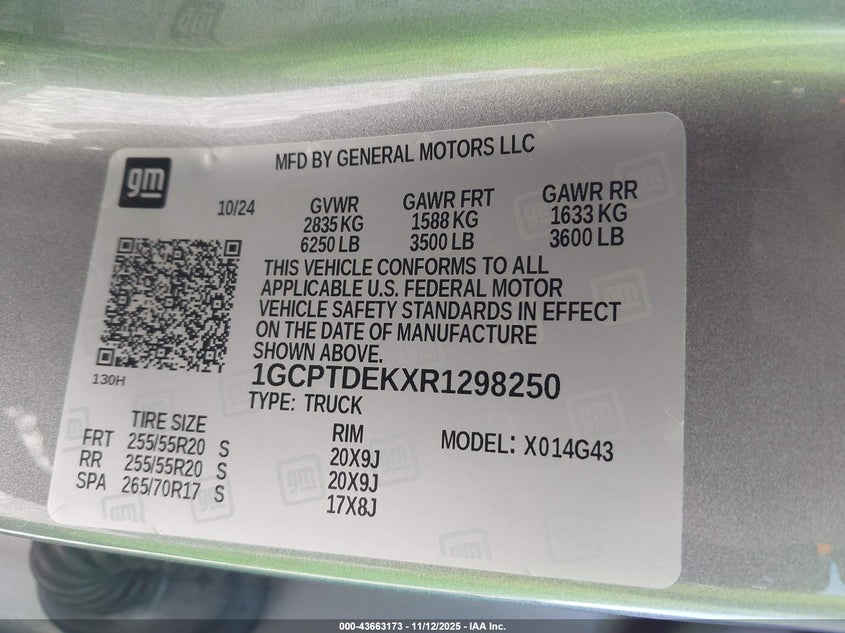 gm
MFD BY GENERAL MOTORS LLC
10/24
GVWR GAWR FRT GAWR RR
2835 KG 1588 KG 1633 KG
6250 LB 3500 LB 3600 LB
THIS VEHICLE CONFORMS TO ALL
APPLICABLE U.S. FEDERAL MOTOR
VEHICLE SAFETY STANDARDS IN EFFECT
ON THE DATE OF MANUFACTURE
SHOWN ABOVE.
130H
1GCPTDEKXR1298250
TYPE: TRUCK
TIRE SIZE RIM MODEL: X014G43
FRT 255/55R20 S 20X9J
RR 255/55R20 S 20X9J
SPA 265/70R17 S 17X8J
000-43663173 - 11/12/2025 - IAA Inc.